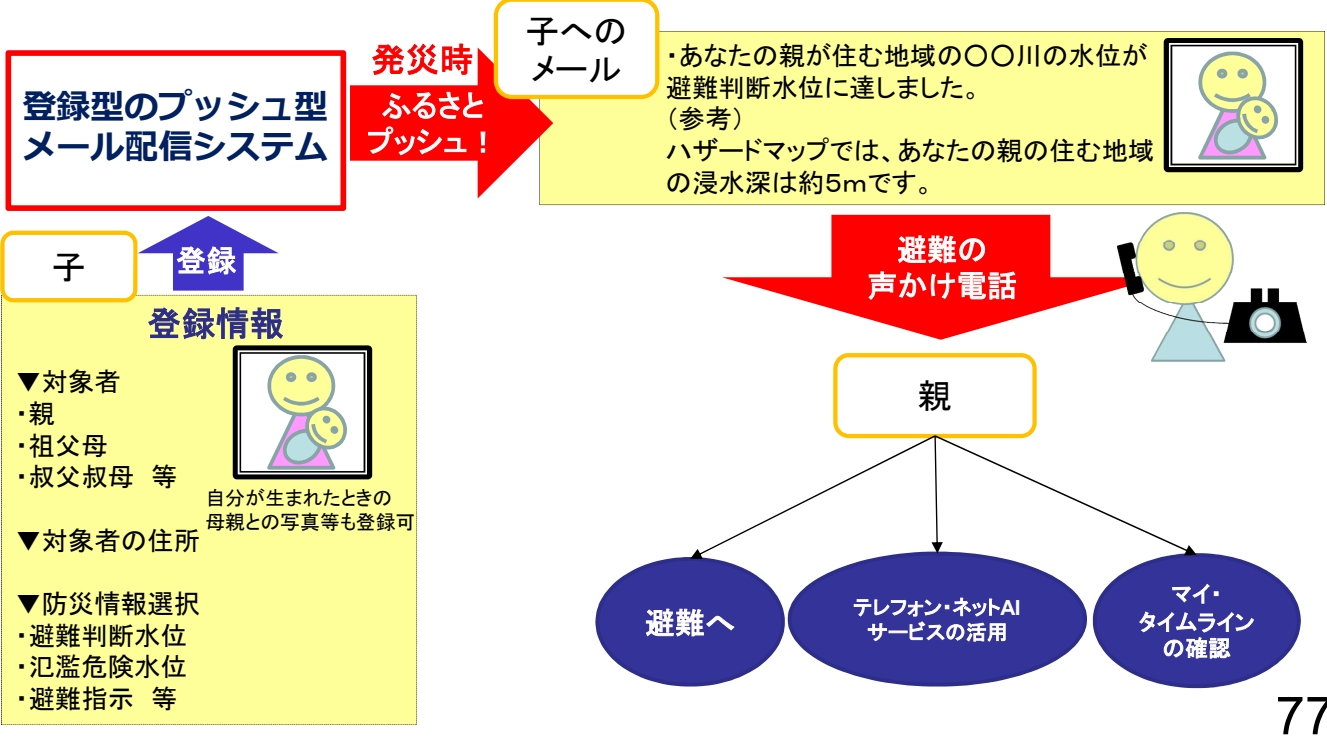 登録型のプッシュ型
メール配信システム
発災時
ふるさと
プッシュ！
子への
メール
・あなたの親が住む地域の〇〇川の水位が
避難判断水位に達しました。
（参考）
ハザードマップでは、あなたの親の住む地域
の浸水深は約５ｍです。
子
登録
登録情報
▼対象者
・親
・祖父母
・叔父叔母　等
自分が生まれたときの
母親との写真等も登録可
▼対象者の住所
▼防災情報選択
・避難判断水位
・氾濫危険水位
・避難指示　等
避難の
声かけ電話
親
避難へ
テレフォン・ネットAI
サービスの活用
マイ・
タイムライン
の確認
77